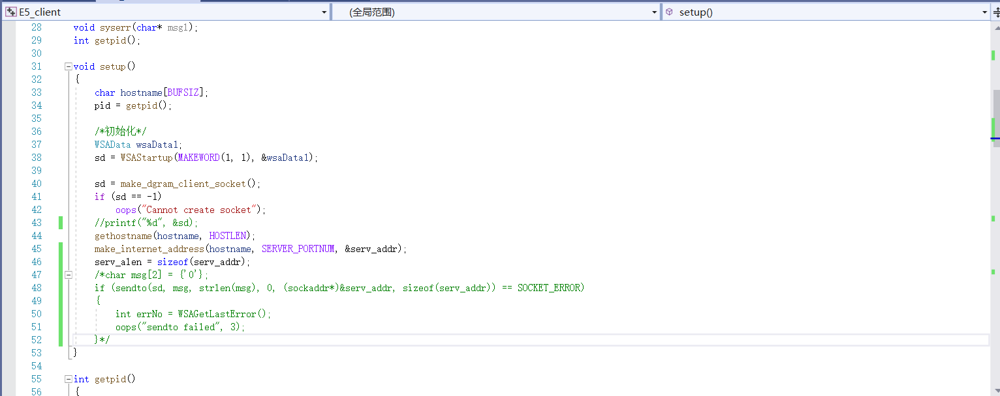 E5_client (全局范围) setup()
28 void syserr(char* msg1);
29 int getpid();
30
31 void setup()
32 {
33 char hostname[BUFSIZ];
34 pid = getpid();
35
36 /*初始化*/
37 WSAData wsaData1;
38 sd = WSAStartup(MAKEWORD(1, 1), &wsaData1);
39
40 sd = make_dgram_client_socket();
41 if (sd == -1)
42 oops("Cannot create socket");
43 //printf("%d", &sd);
44 gethostname(hostname, HOSTLEN);
45 make_internet_address(hostname, SERVER_PORTNUM, &serv_addr);
46 serv_alen = sizeof(serv_addr);
47 /*char msg[2] = {'0'};
48 if (sendto(sd, msg, strlen(msg), 0, (sockaddr*)&serv_addr, sizeof(serv_addr)) == SOCKET_ERROR)
49 {
50 int errNo = WSAGetLastError();
51 oops("sendto failed", 3);
52 }*/
53 }
54
55 int getpid()
56 {